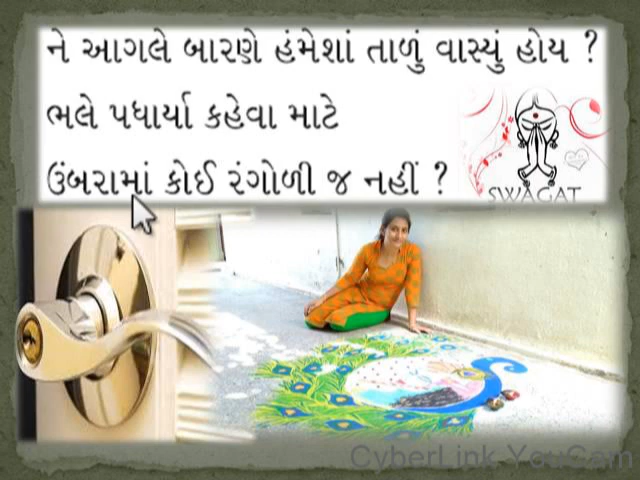 ને આગલે બારણે હંમેશાં તાળું વાસ્યું હોય ?
ભલે પધાર્યા કહેવા માટે
ઉંબરામાં કોઈ રંગોળી જ નહીં ?
SWAGAT
CyberLink YouCam